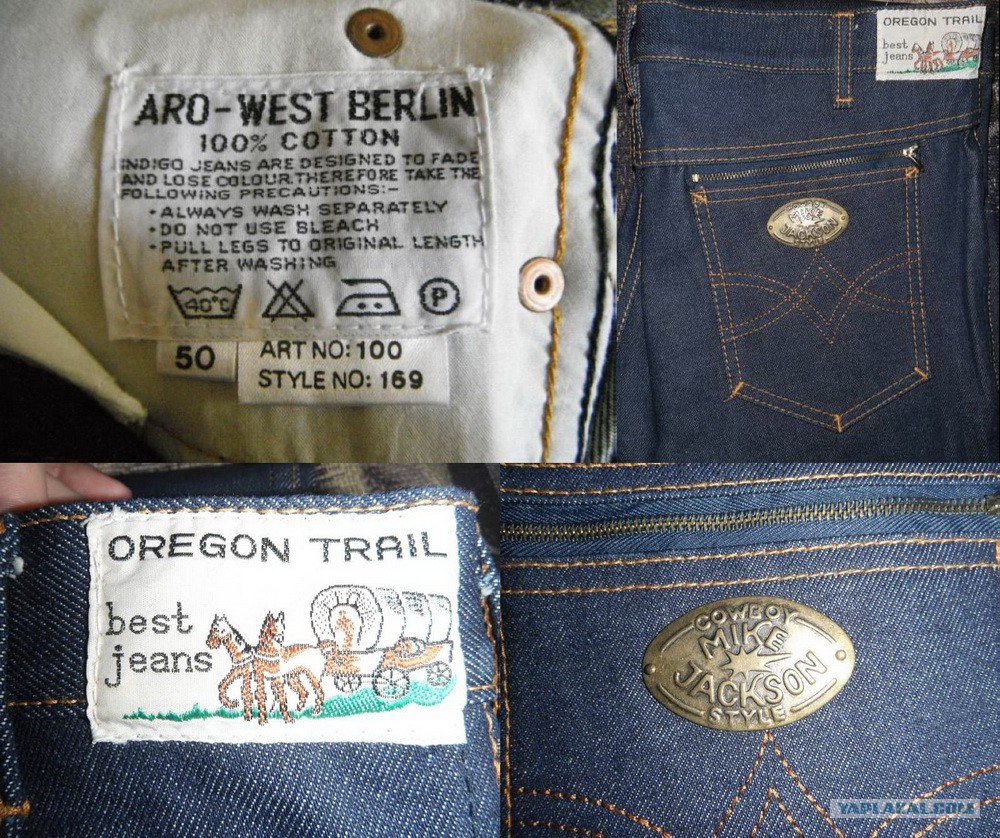 ARO-WEST BERLIN
100% COTTON
INDIGO JEANS ARE DESIGNED TO FADE
AND LOSE COLOUR.THEREFORE TAKE THE
FOLLOWING PRECAUTIONS:-
• ALWAYS WASH SEPARATELY
• DO NOT USE BLEACH
• PULL LEGS TO ORIGINAL LENGTH
AFTER WASHING
40°C
P
50
ART NO: 100
STYLE NO: 169
OREGON TRAIL
best
jeans
MIKE
JACKSON
OREGON TRAIL
best
jeans
COWBOY
MIKE
JACKSON
STYLE
YAPLAKAL.COM